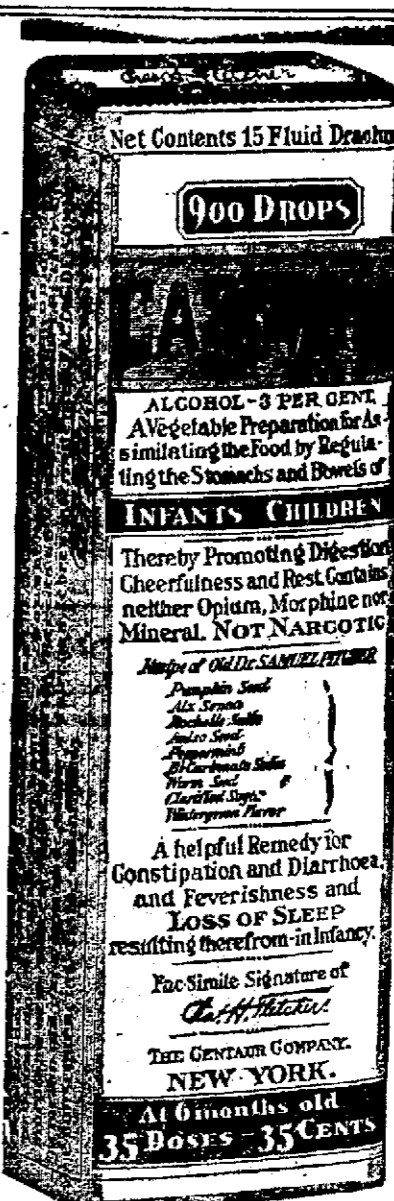 Net Contents 15 Fluid Drachm
900 DROPS
ALCOHOL-3 PER CENT.
A Vegetable Preparation for As-
similating the Food by Regula-
ting the Stomachs and Bowels of
INFANTS CHILDREN
Thereby Promoting Digestion
Cheerfulness and Rest. Contains
neither Opium, Morphine nor
Mineral. NOT NARCOTIC
Recipe of Old Dr. SAMUEL PITCHER
Pumpkin Seed
Alx Senna
Rochelle Salts
Anise Seed
Peppermint
Worm Seed
Clarified Sugar
Wintergreen Flavor
A helpful Remedy for
Constipation and Diarrhoea,
and Feverishness and
LOSS OF SLEEP
resulting therefrom-in Infancy.
Fac-Simile Signature of
Chas. H. Fletcher.
THE CENTAUR COMPANY.
NEW YORK.
At 6 months old
35 DOSES - 35 CENTS